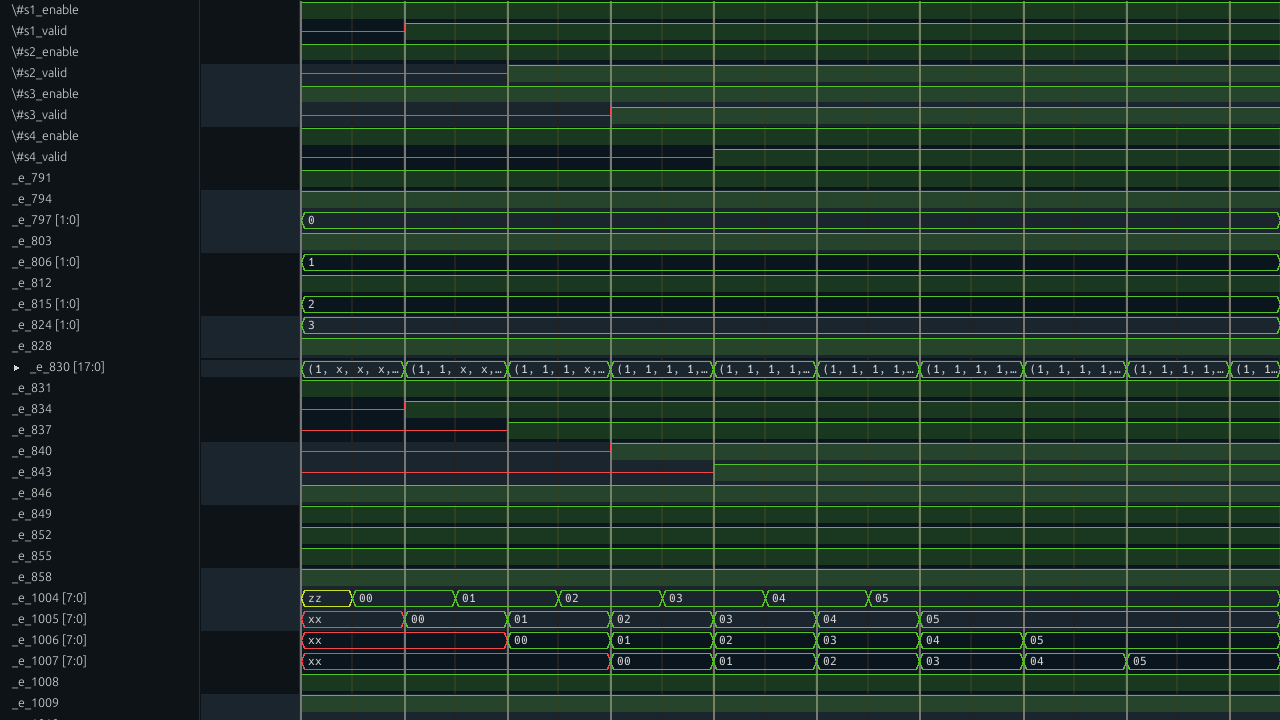 \#s1_enable
\#s1_valid
\#s2_enable
\#s2_valid
\#s3_enable
\#s3_valid
\#s4_enable
\#s4_valid
_e_791
_e_794
_e_797 [1:0] 0
_e_803
_e_806 [1:0] 1
_e_812
_e_815 [1:0] 2
_e_824 [1:0] 3
_e_828
_e_830 [17:0] (1, x, x, x,… (1, 1, x, x,… (1, 1, 1, x,… (1, 1, 1, 1,… (1, 1, 1, 1,… (1, 1, 1, 1,… (1, 1, 1, 1,… (1, 1, 1, 1,… (1, 1, 1, 1,… (1, 1…
_e_831
_e_834
_e_837
_e_840
_e_843
_e_846
_e_849
_e_852
_e_855
_e_858
_e_1004 [7:0] zz 00 01 02 03 04 05
_e_1005 [7:0] xx 00 01 02 03 04 05
_e_1006 [7:0] xx 00 01 02 03 04 05
_e_1007 [7:0] xx 00 01 02 03 04 05
_e_1008
_e_1009